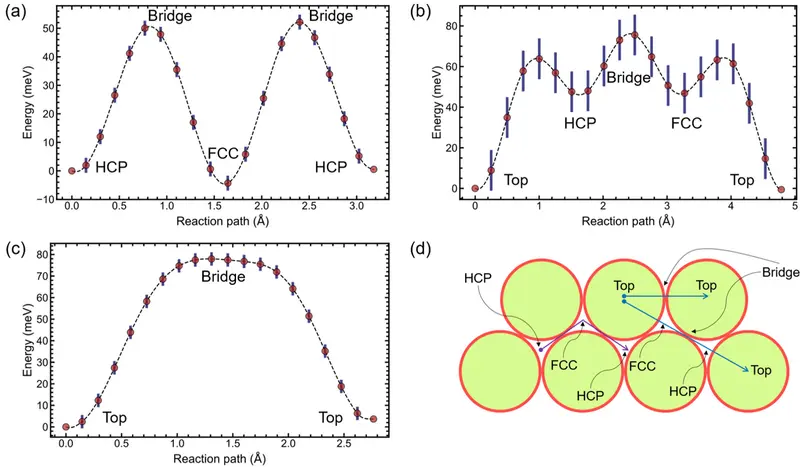 (a)
Bridge
Bridge
50
40
30
20
10
0
−10
Energy (meV)
HCP
FCC
HCP
0.0 0.5 1.0 1.5 2.0 2.5 3.0
Reaction path (Å)
(b)
80
60
40
20
0
Energy (meV)
Bridge
HCP
FCC
Top
Top
0 1 2 3 4 5
Reaction path (Å)
(c)
80
70
60
50
40
30
20
10
0
Energy (meV)
Bridge
Top
Top
0.0 0.5 1.0 1.5 2.0 2.5
Reaction path (Å)
(d)
HCP
Top
Top
Bridge
FCC
FCC
Top
HCP
HCP